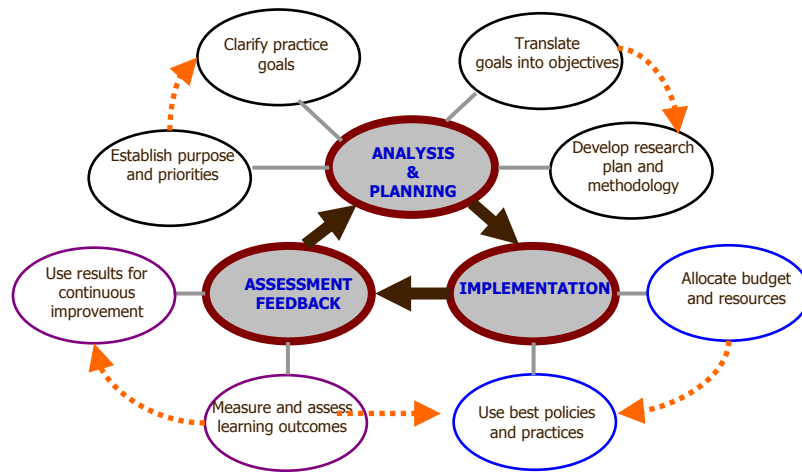 Clarify practice
goals
Translate
goals into objectives
Establish purpose
and priorities
ANALYSIS
&
PLANNING
Develop research
plan and
methodology
Use results for
continuous
improvement
ASSESSMENT
FEEDBACK
IMPLEMENTATION
Allocate budget
and resources
Measure and assess
learning outcomes
Use best policies
and practices